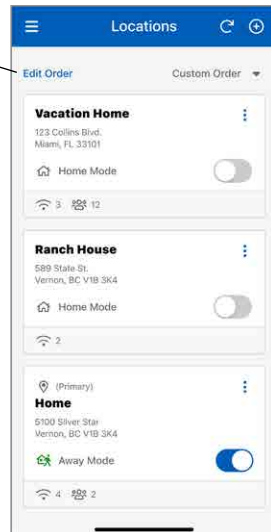 Locations
Edit Order Custom Order
Vacation Home
123 Collins Blvd.
Miami, FL 33101
Home Mode
3 12
Ranch House
589 State St.
Vernon, BC V1B 3K4
Home Mode
2
(Primary)
Home
5100 Silver Star
Vernon, BC V1B 3K4
Away Mode
4 2